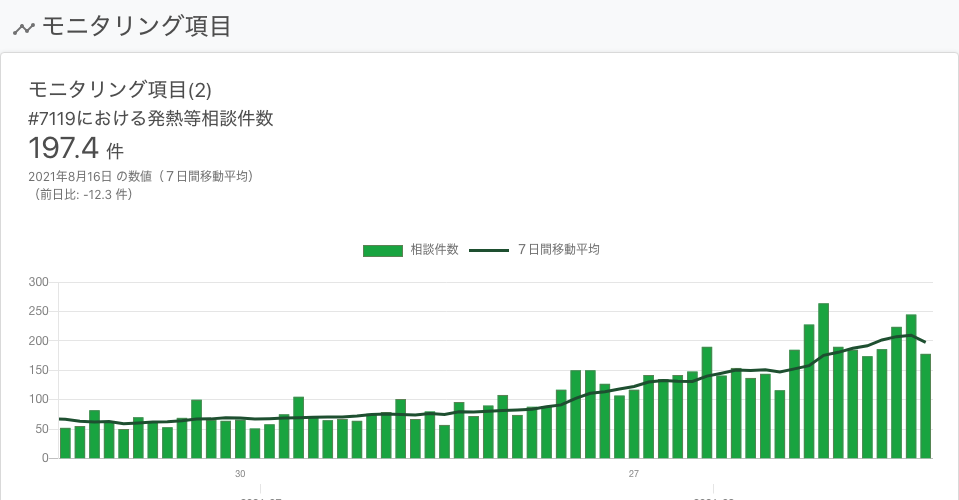 モニタリング項目
モニタリング項目(2)
#7119における発熱等相談件数
197.4 件
2021年8月16日 の数値（７日間移動平均）
（前日比: -12.3 件）
相談件数 ７日間移動平均
300
250
200
150
100
50
0
30 27